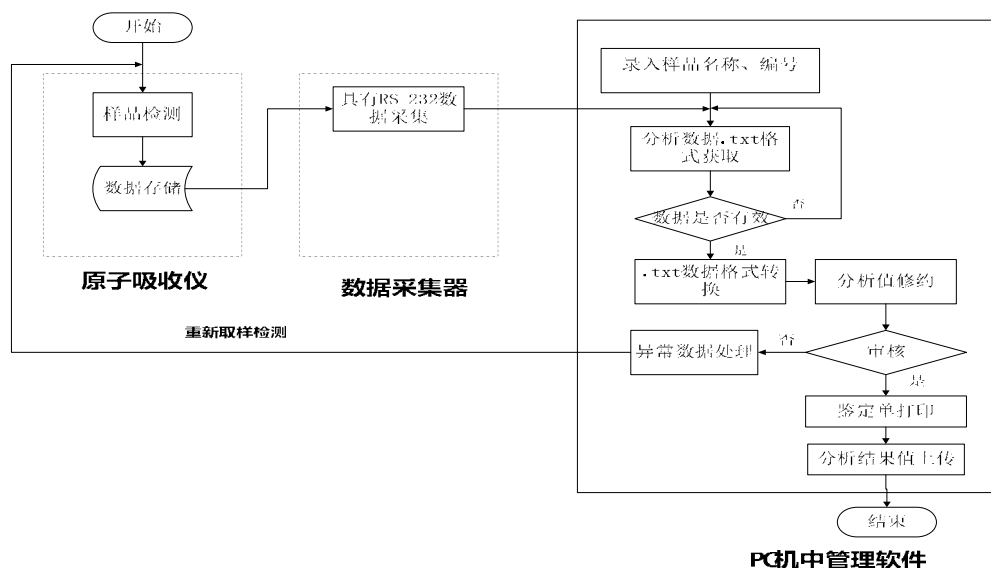 开始
样品检测
数据存储
原子吸收仪
具有RS-232数
据采集
数据采集器
录入样品名称、编号
分析数据.txt格
式获取
数据是否有效
否
是
.txt数据格式转
换
分析值修约
审核
否
是
异常数据处理
重新取样检测
鉴定单打印
分析结果值上传
结束
PC机中管理软件